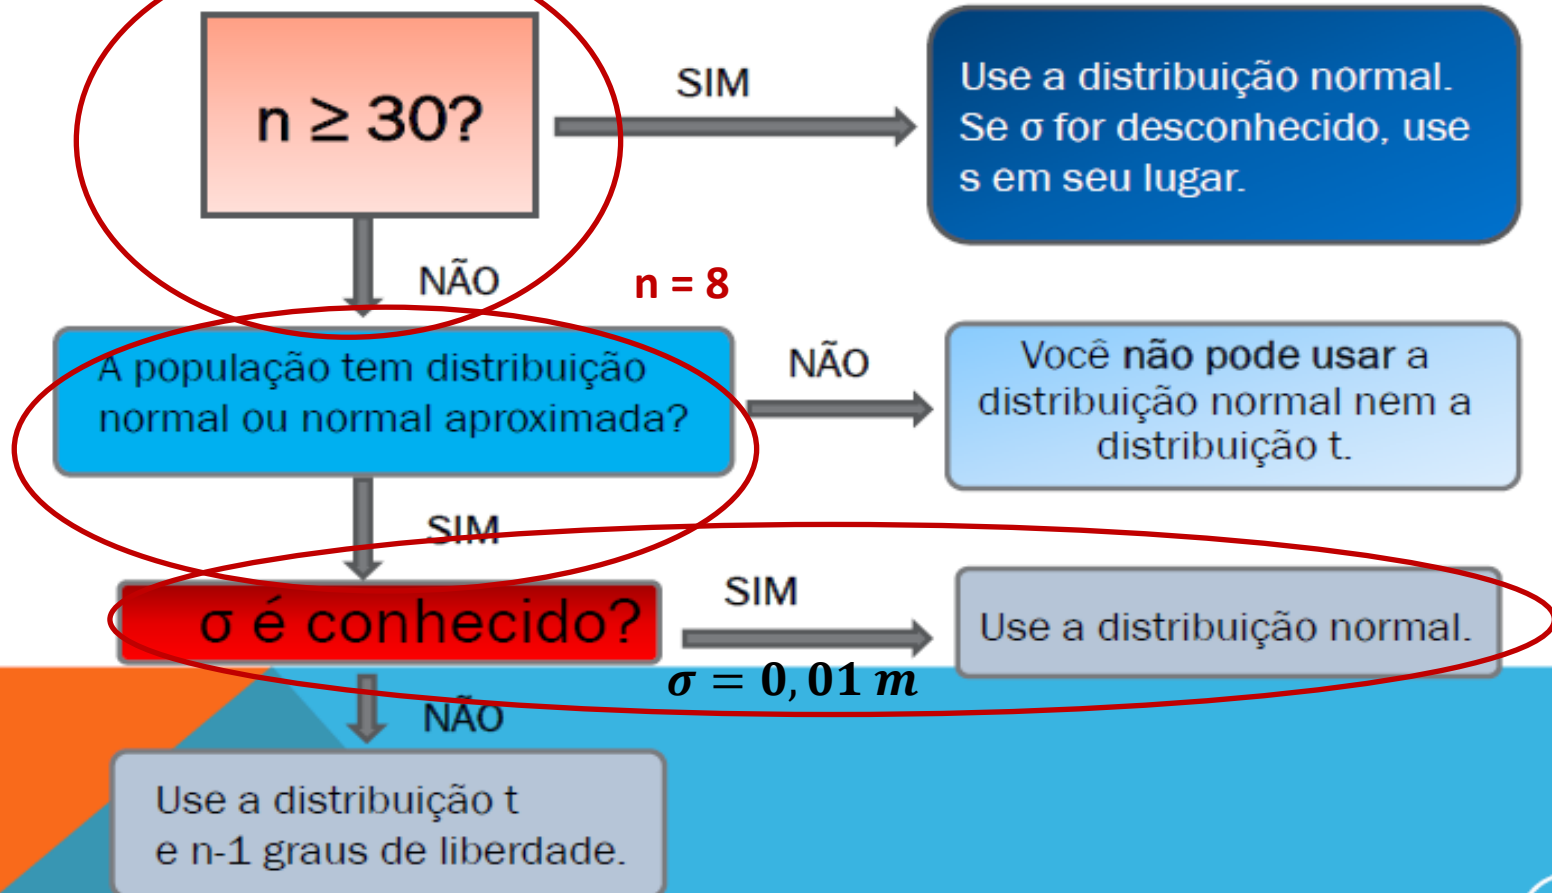 n ≥ 30?
SIM
Use a distribuição normal.
Se σ for desconhecido, use
s em seu lugar.
NÃO
n = 8
A população tem distribuição
normal ou normal aproximada?
NÃO
Você não pode usar a
distribuição normal nem a
distribuição t.
SIM
σ é conhecido?
SIM
Use a distribuição normal.
σ = 0, 01 m
NÃO
Use a distribuição t
e n-1 graus de liberdade.